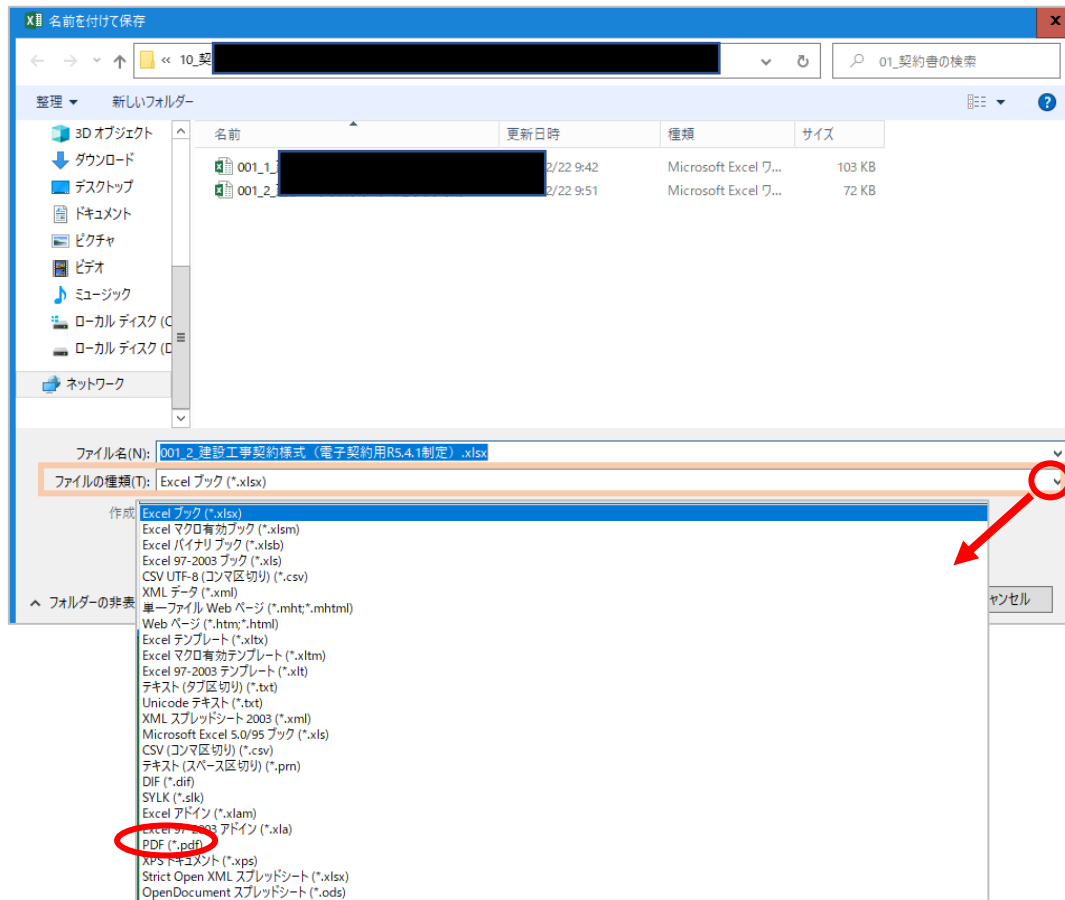 名前を付けて保存
« 10_契
01_契約書の検索
整理 新しいフォルダー
名前 更新日時 種類 サイズ
001_1_ 2/22 9:42 Microsoft Excel ワ... 103 KB
001_2_ 2/22 9:51 Microsoft Excel ワ... 72 KB
3D オブジェクト
ダウンロード
デスクトップ
ドキュメント
ピクチャ
ビデオ
ミュージック
ローカル ディスク (C
ローカル ディスク (D
ネットワーク
ファイル名(N): 001_2_建設工事契約様式（電子契約用R5.4.1制定）.xlsx
ファイルの種類(T): Excel ブック (*.xlsx)
作成
Excel ブック (*.xlsx)
Excel マクロ有効ブック (*.xlsm)
Excel バイナリ ブック (*.xlsb)
Excel 97-2003 ブック (*.xls)
CSV UTF-8 (コンマ区切り) (*.csv)
XML データ (*.xml)
単一ファイル Web ページ (*.mht;*.mhtml)
Web ページ (*.htm;*.html)
Excel テンプレート (*.xltx)
Excel マクロ有効テンプレート (*.xltm)
Excel 97-2003 テンプレート (*.xlt)
テキスト (タブ区切り) (*.txt)
Unicode テキスト (*.txt)
XML スプレッドシート 2003 (*.xml)
Microsoft Excel 5.0/95 ブック (*.xls)
CSV (コンマ区切り) (*.csv)
テキスト (スペース区切り) (*.prn)
DIF (*.dif)
SYLK (*.slk)
Excel アドイン (*.xlam)
Excel 97-2003 アドイン (*.xla)
PDF (*.pdf)
XPS ドキュメント (*.xps)
Strict Open XML スプレッドシート (*.xlsx)
OpenDocument スプレッドシート (*.ods)
フォルダーの非表
ャンセル